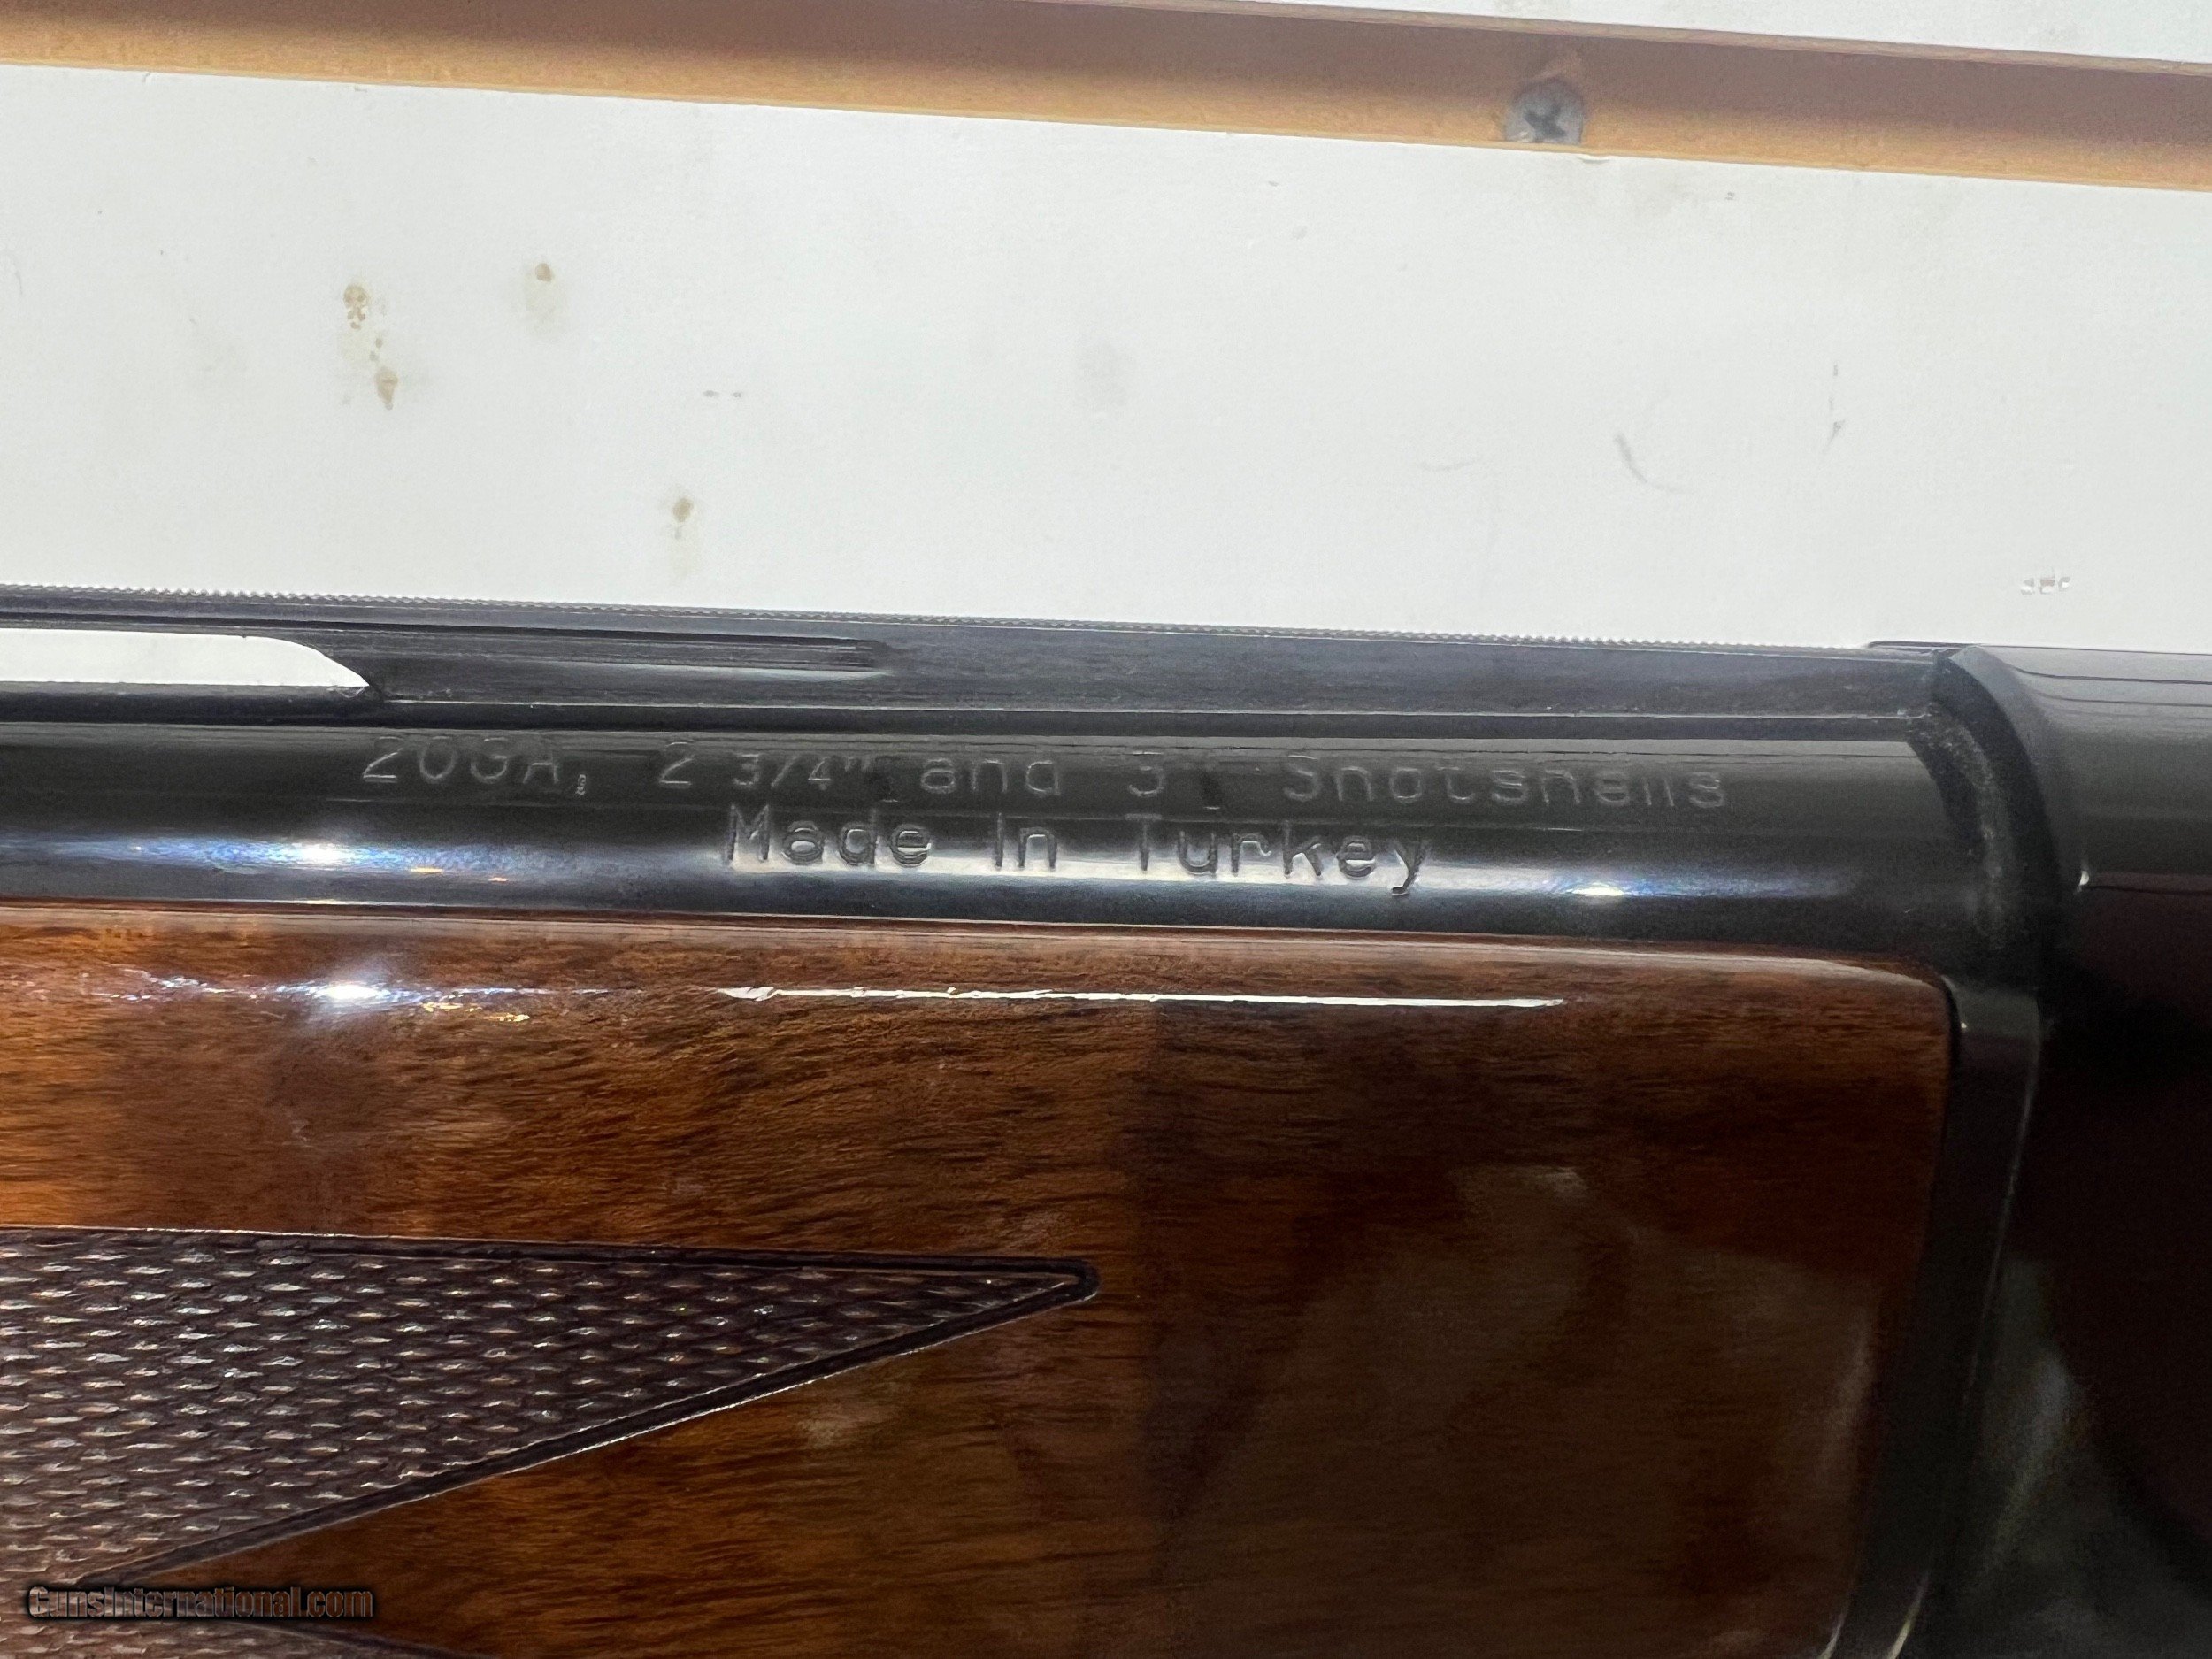 20GA, 2 3/4" and 3" Shotshells
Made In Turkey
GunsInternational.com